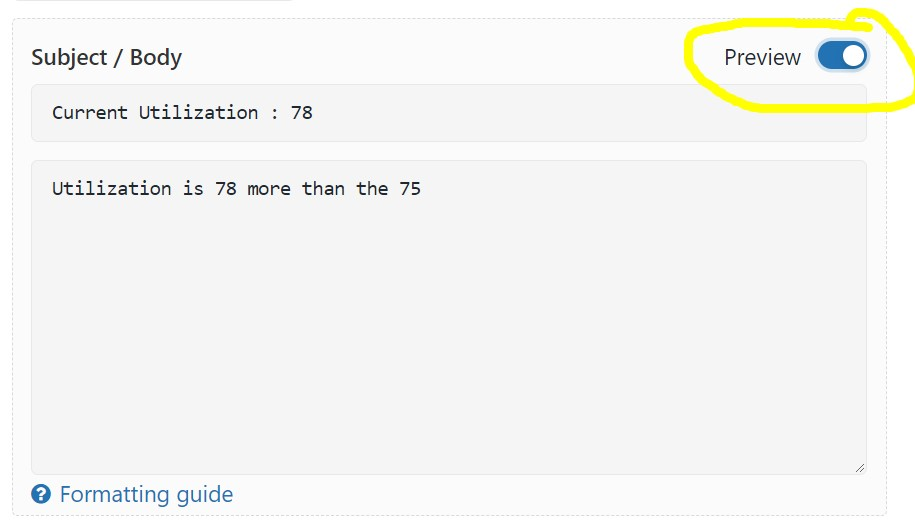 Subject / Body
Preview
Current Utilization : 78
Utilization is 78 more than the 75
Formatting guide